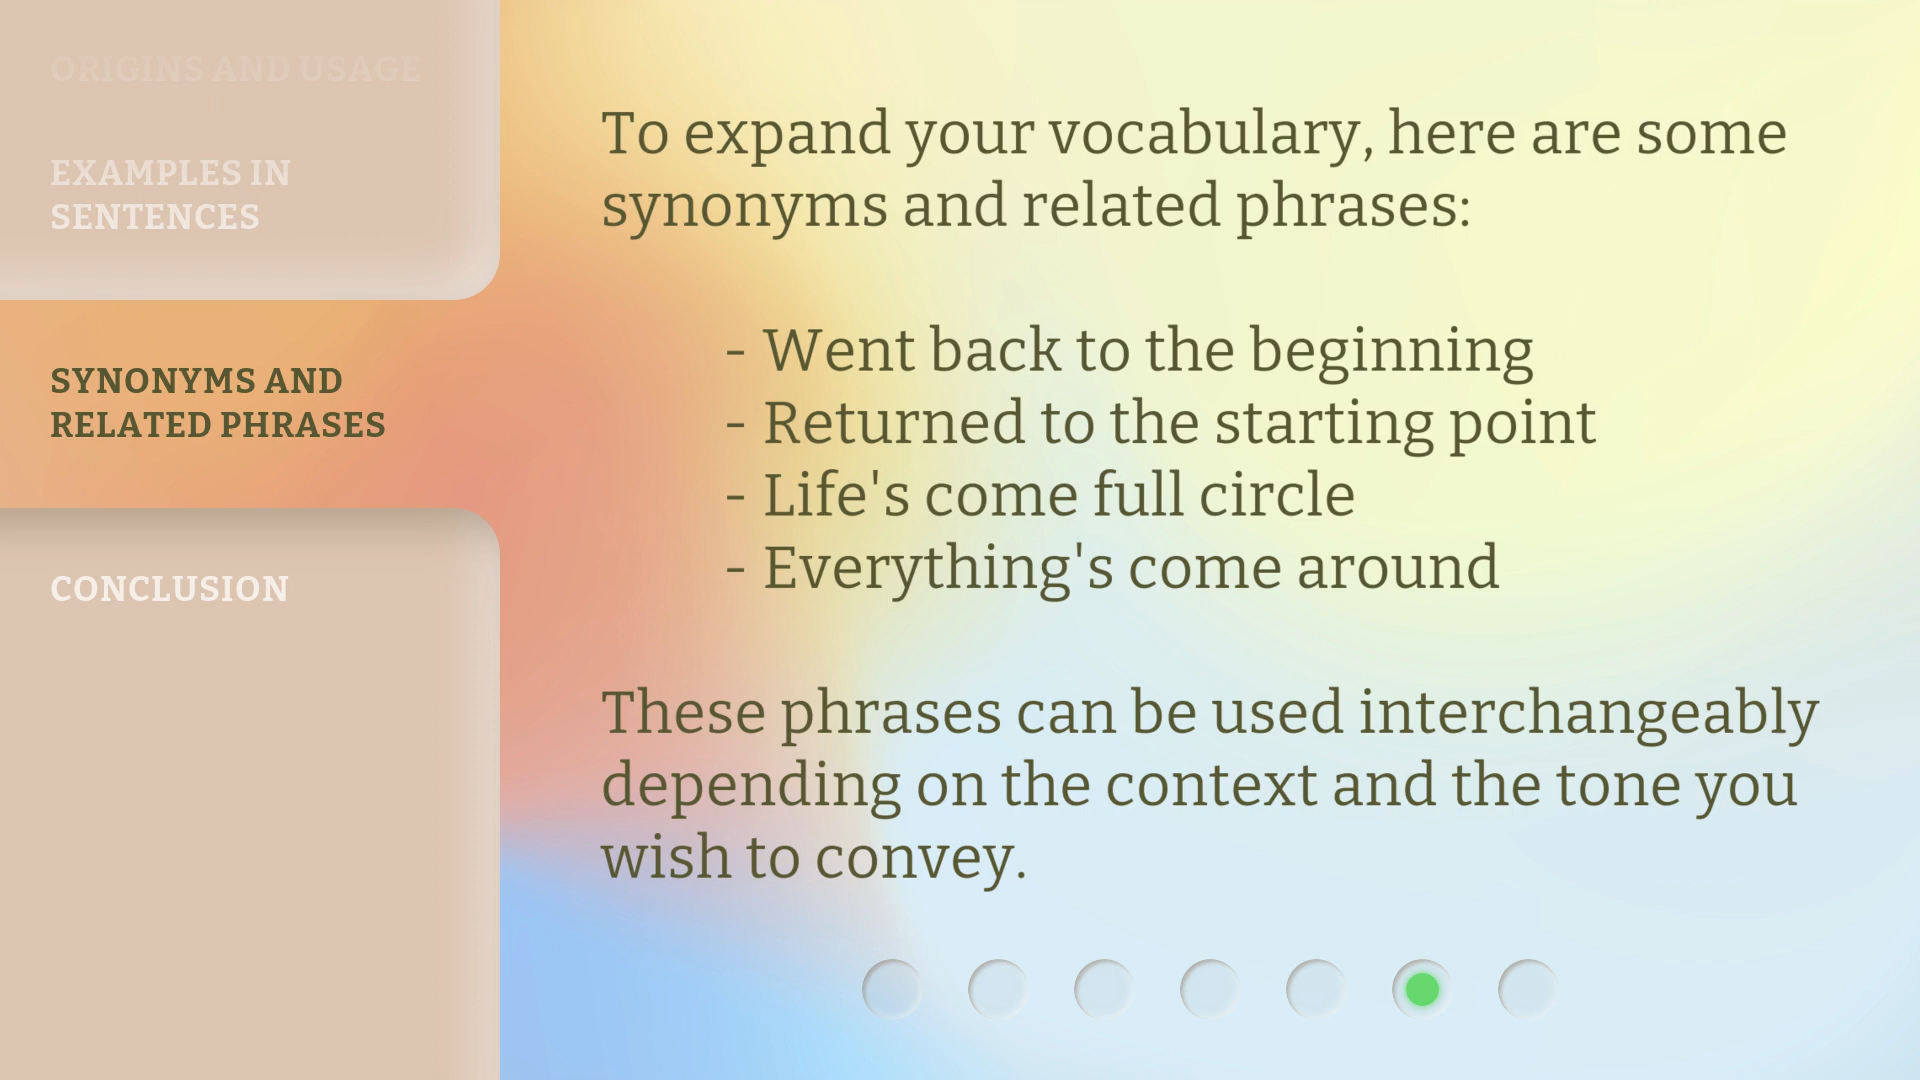 ORIGINS AND USAGE
EXAMPLES IN
SENTENCES
SYNONYMS AND
RELATED PHRASES
CONCLUSION
To expand your vocabulary, here are some
synonyms and related phrases:
- Went back to the beginning
- Returned to the starting point
- Life's come full circle
- Everything's come around
These phrases can be used interchangeably
depending on the context and the tone you
wish to convey.